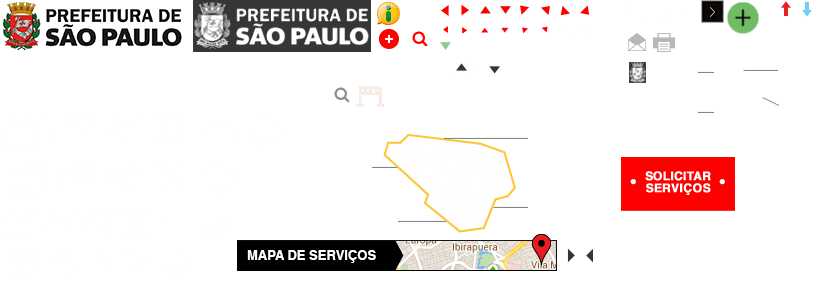 PREFEITURA DE
SÃO PAULO
PREFEITURA DE
SÃO PAULO
SOLICITAR
SERVIÇOS
MAPA DE SERVIÇOS
Europa
Ibirapuera
Vila M